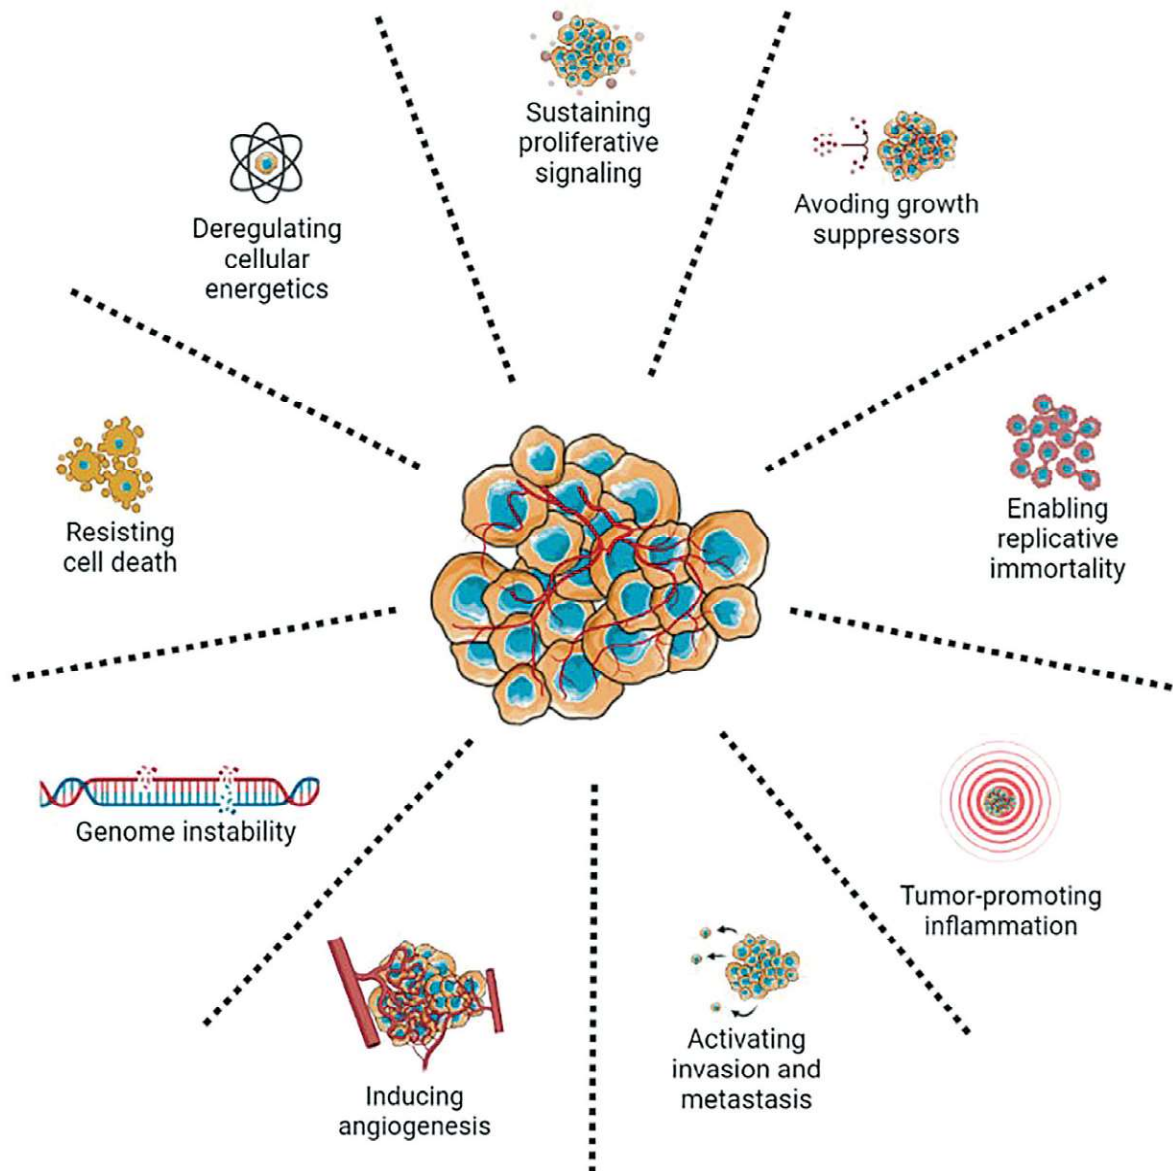 Sustaining
proliferative
signaling
Avoding growth
suppressors
Enabling
replicative
immortality
Tumor-promoting
inflammation
Activating
invasion and
metastasis
Inducing
angiogenesis
Genome instability
Resisting
cell death
Deregulating
cellular
energetics